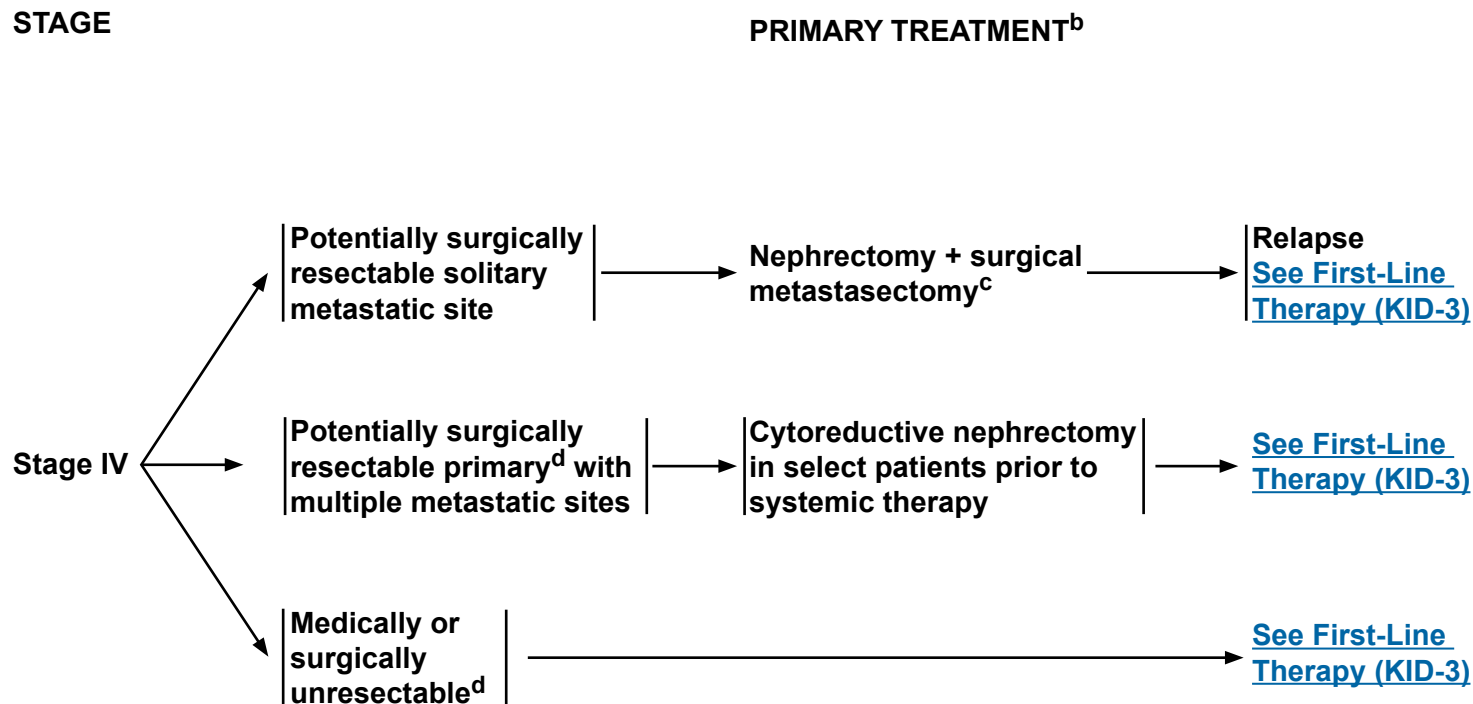 STAGE
PRIMARY TREATMENTᵇ
Potentially surgically
resectable solitary
metastatic site
Nephrectomy + surgical
metastasectomyᶜ
Relapse
See First-Line
Therapy (KID-3)
Stage IV
Potentially surgically
resectable primaryᵈ with
multiple metastatic sites
Cytoreductive nephrectomy
in select patients prior to
systemic therapy
See First-Line
Therapy (KID-3)
Medically or
surgically
unresectableᵈ
See First-Line
Therapy (KID-3)